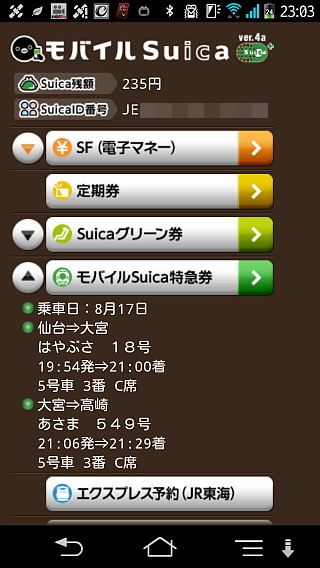 24 23:03
モバイルSuica ver.4a
Suica
Suica残額 235円
SuicaID番号 JE
SF(電子マネー)
定期券
Suicaグリーン券
モバイルSuica特急券
乗車日:8月17日
仙台⇒大宮
はやぶさ 18号
19:54発⇒21:00着
5号車 3番 C席
大宮⇒高崎
あさま 549号
21:06発⇒21:29着
5号車 3番 C席
エクスプレス予約(JR東海)